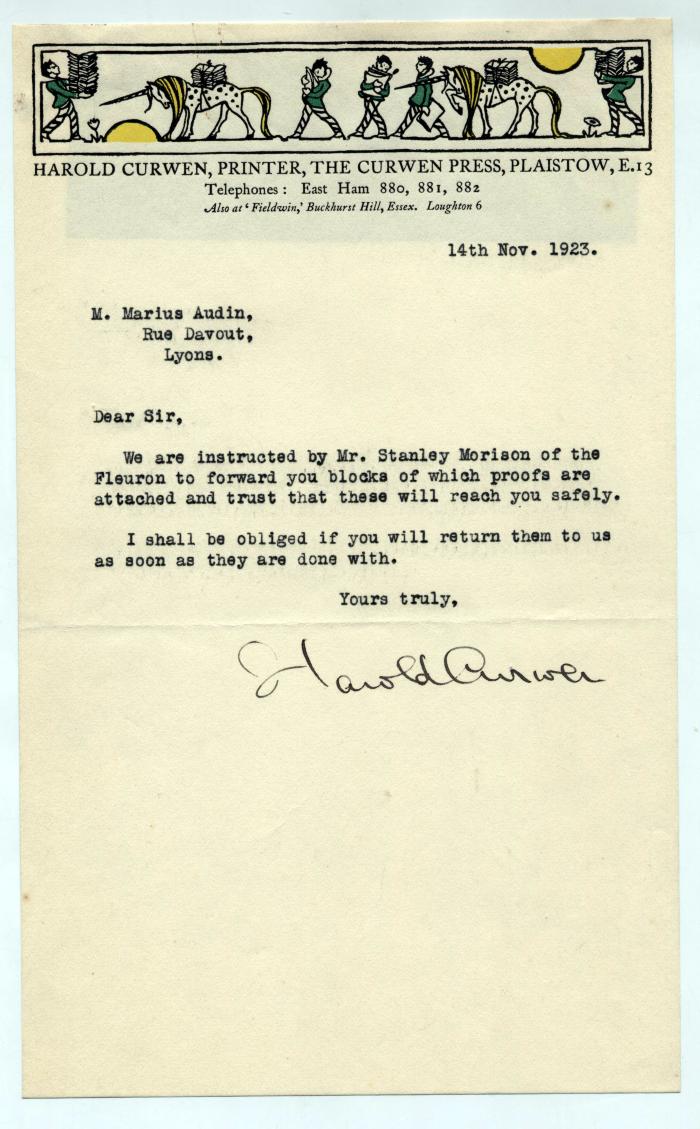 HAROLD CURWEN, PRINTER, THE CURWEN PRESS, PLAISTOW, E.13
Telephones : East Ham 880, 881, 882
Also at ‘Fieldwin,’ Buckhurst Hill, Essex. Loughton 6
14th Nov. 1923.
M. Marius Audin,
Rue Davout,
Lyons.
Dear Sir,
We are instructed by Mr. Stanley Morison of the
Fleuron to forward you blocks of which proofs are
attached and trust that these will reach you safely.
I shall be obliged if you will return them to us
as soon as they are done with.
Yours truly,
Harold Curwen